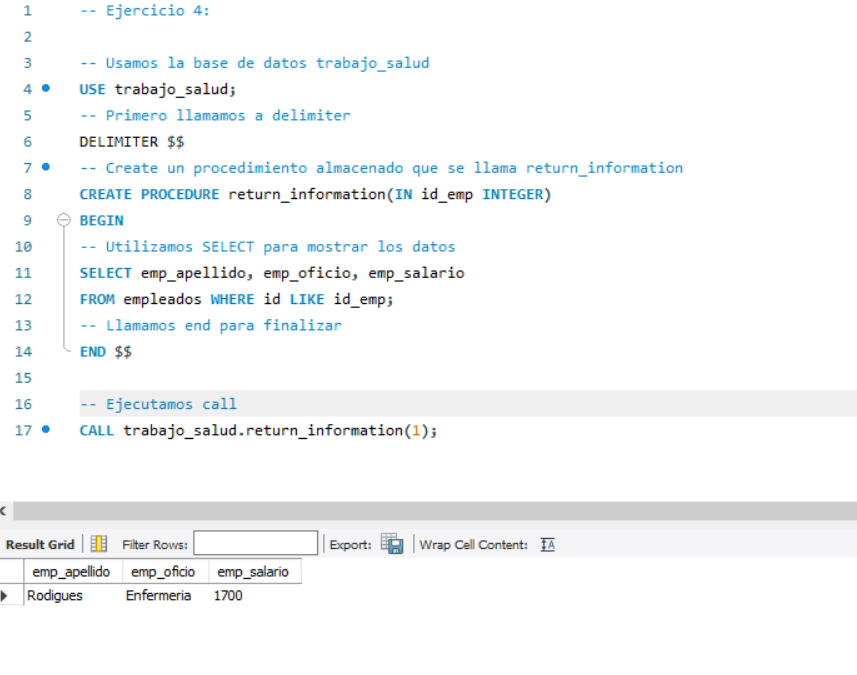 1 -- Ejercicio 4:
2
3 -- Usamos la base de datos trabajo_salud
4 USE trabajo_salud;
5 -- Primero llamamos a delimiter
6 DELIMITER $$
7 -- Create un procedimiento almacenado que se llama return_information
8 CREATE PROCEDURE return_information(IN id_emp INTEGER)
9 BEGIN
10 -- Utilizamos SELECT para mostrar los datos
11 SELECT emp_apellido, emp_oficio, emp_salario
12 FROM empleados WHERE id LIKE id_emp;
13 -- Llamamos end para finalizar
14 END $$
15
16 -- Ejecutamos call
17 CALL trabajo_salud.return_information(1);
Result Grid Filter Rows: Export: Wrap Cell Content: IA
emp_apellido emp_oficio emp_salario
Rodigues Enfermeria 1700